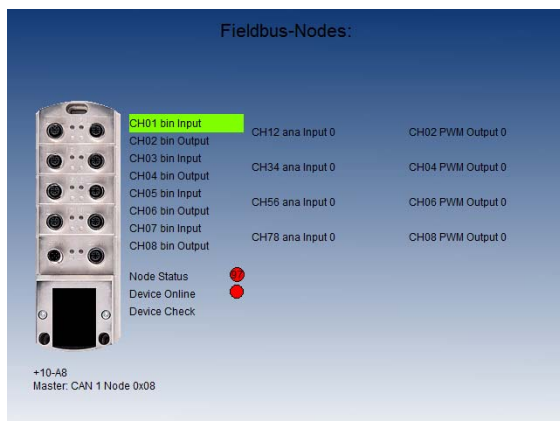 Fieldbus-Nodes:
CH01 bin Input
CH02 bin Output
CH12 ana Input 0
CH02 PWM Output 0
CH03 bin Input
CH04 bin Output
CH34 ana Input 0
CH04 PWM Output 0
CH05 bin Input
CH06 bin Output
CH56 ana Input 0
CH06 PWM Output 0
CH07 bin Input
CH08 bin Output
CH78 ana Input 0
CH08 PWM Output 0
Node Status
Device Online
Device Check
+10-A8
Master: CAN 1 Node 0x08